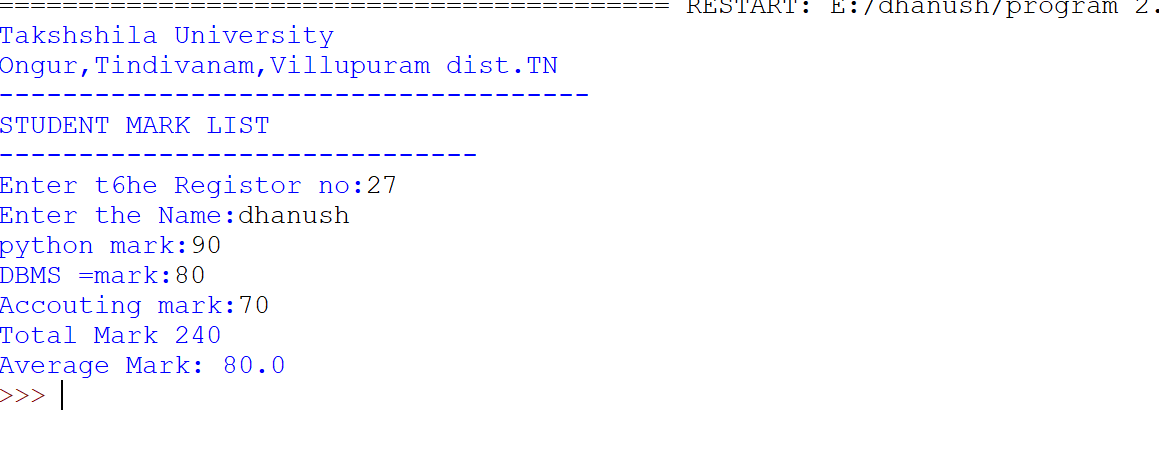 ========================================== RESTART: E:/dhanush/program 2.
Takshshila University
Ongur,Tindivanam,Villupuram dist.TN
-------------------------------------
STUDENT MARK LIST
------------------------------
Enter t6he Registor no:27
Enter the Name:dhanush
python mark:90
DBMS =mark:80
Accouting mark:70
Total Mark 240
Average Mark: 80.0
>>>